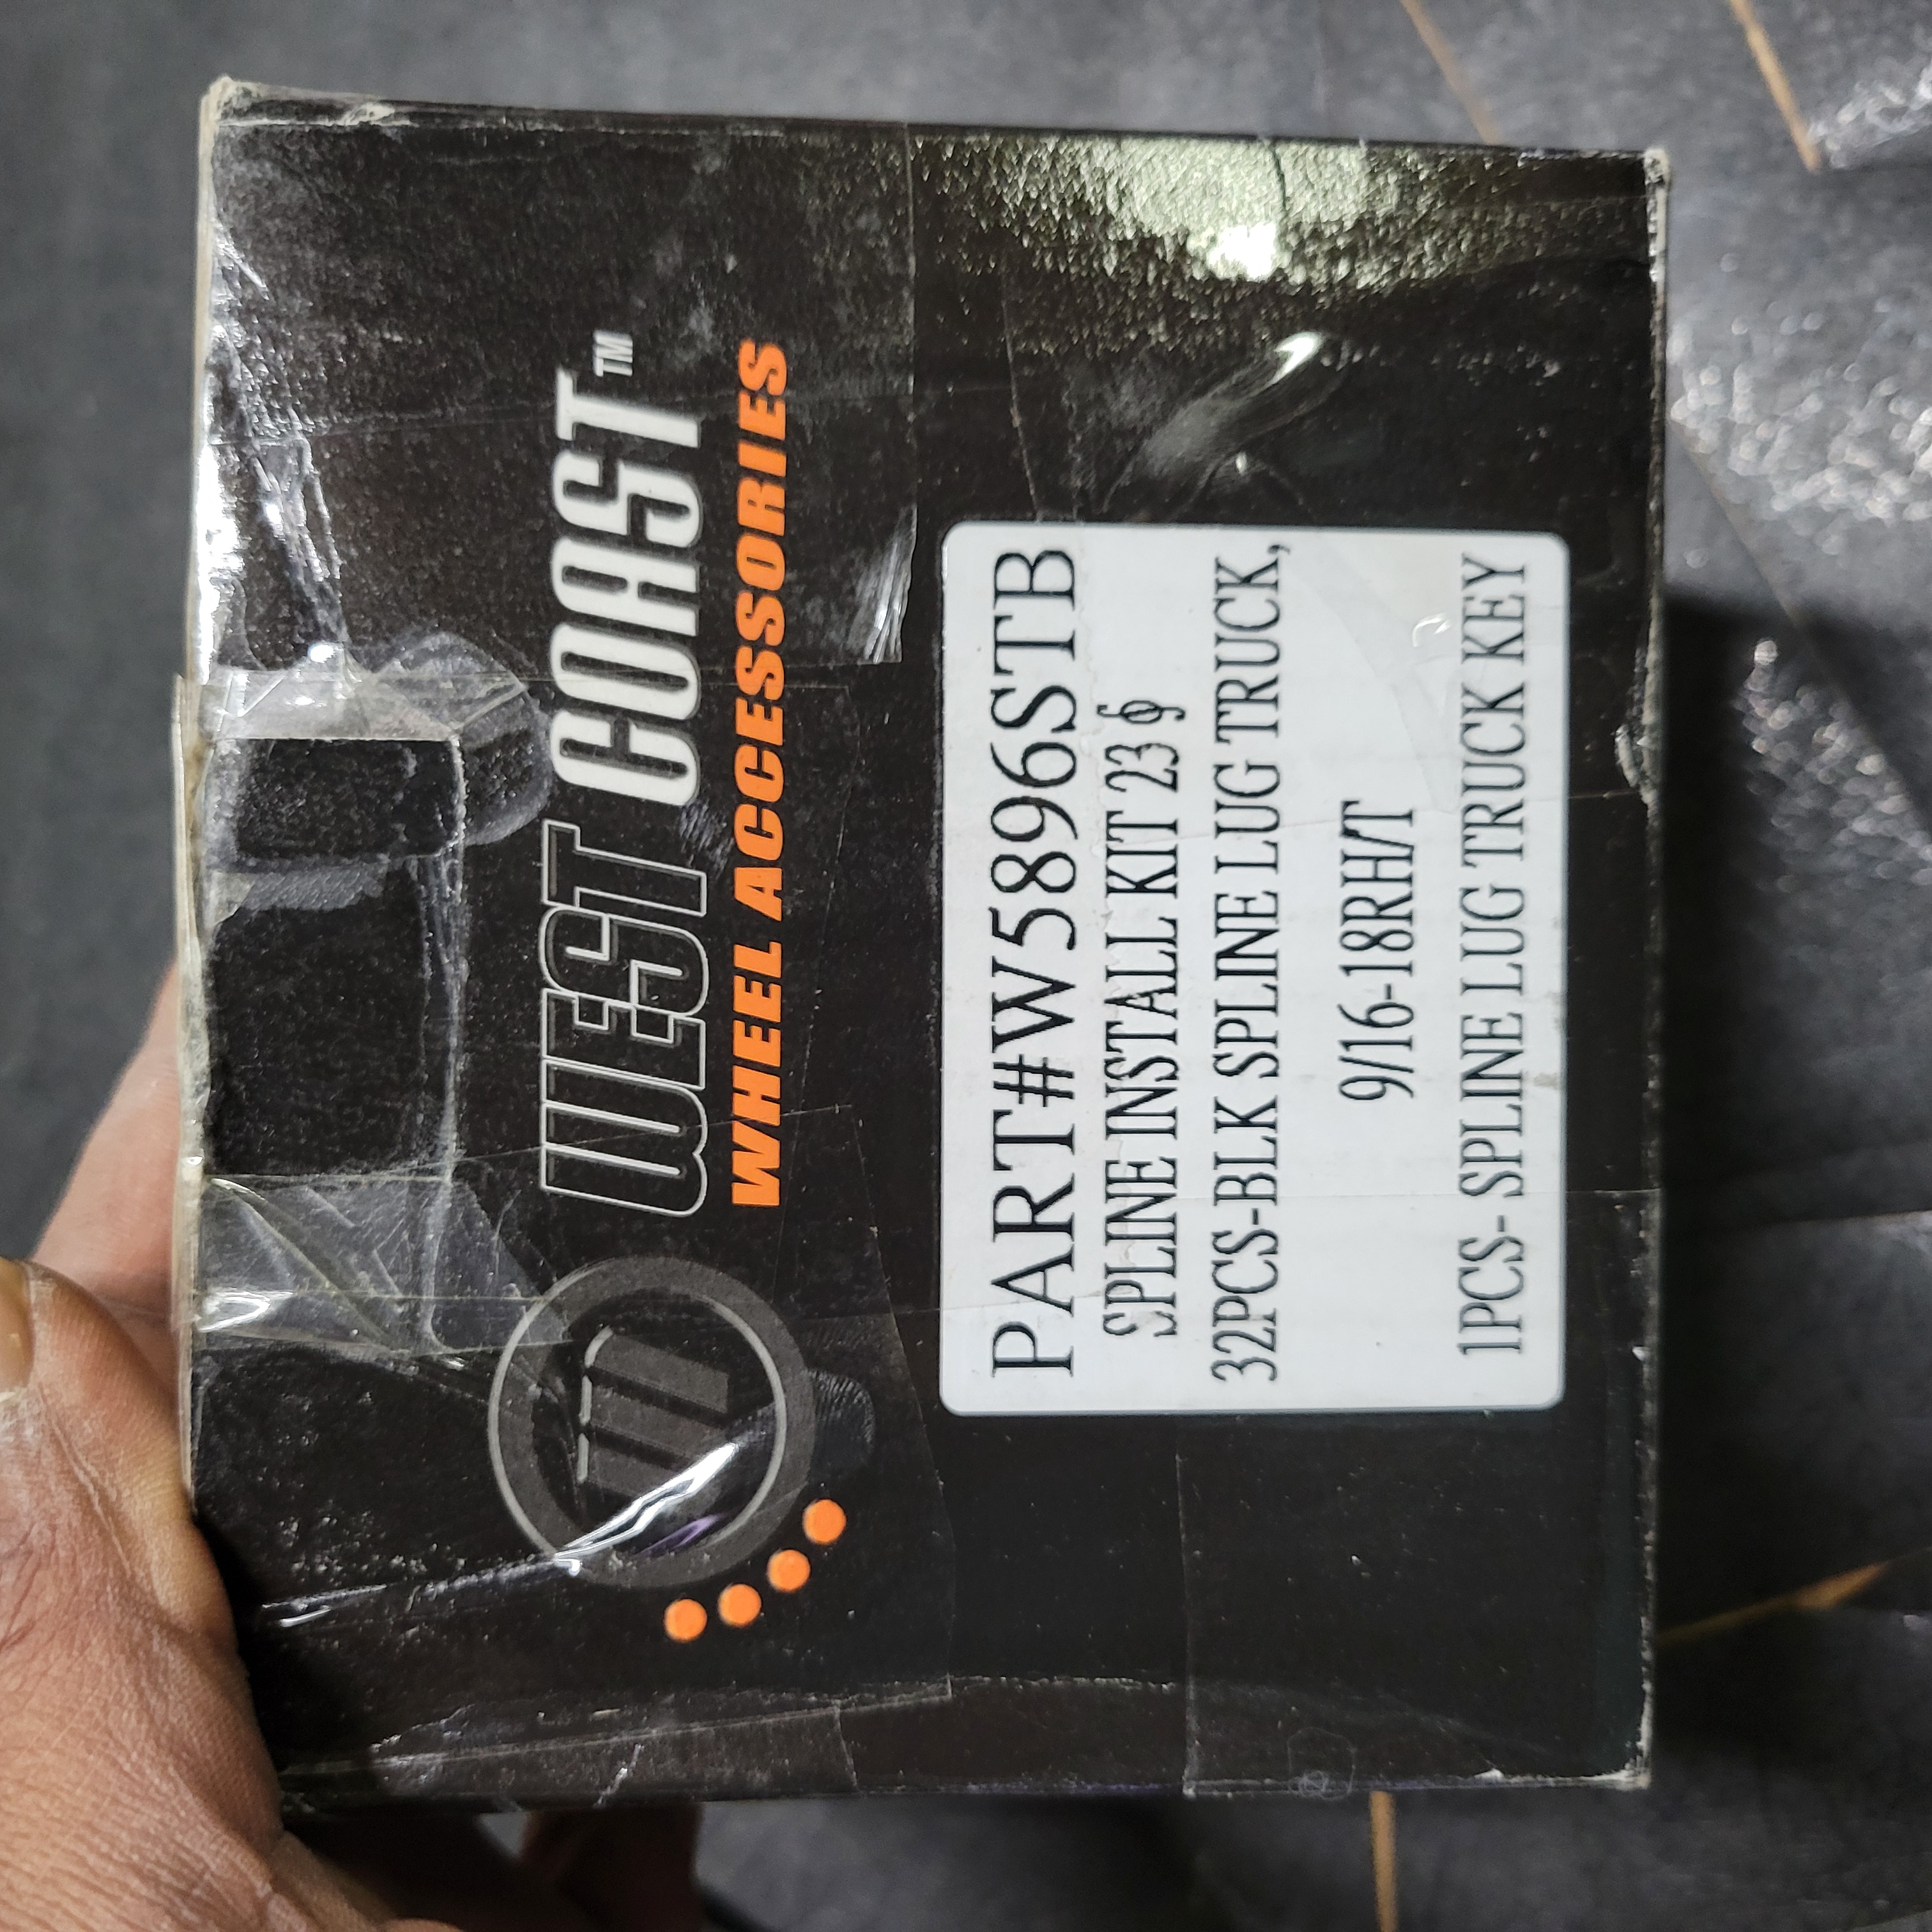 WEST COAST™
WHEEL ACCESSORIES
PART#W5896STB
SPLINE INSTALL KIT
32PCS-BLK SPLINE LUG TRUCK,
9/16-18RH/T
1PCS- SPLINE LUG TRUCK KEY